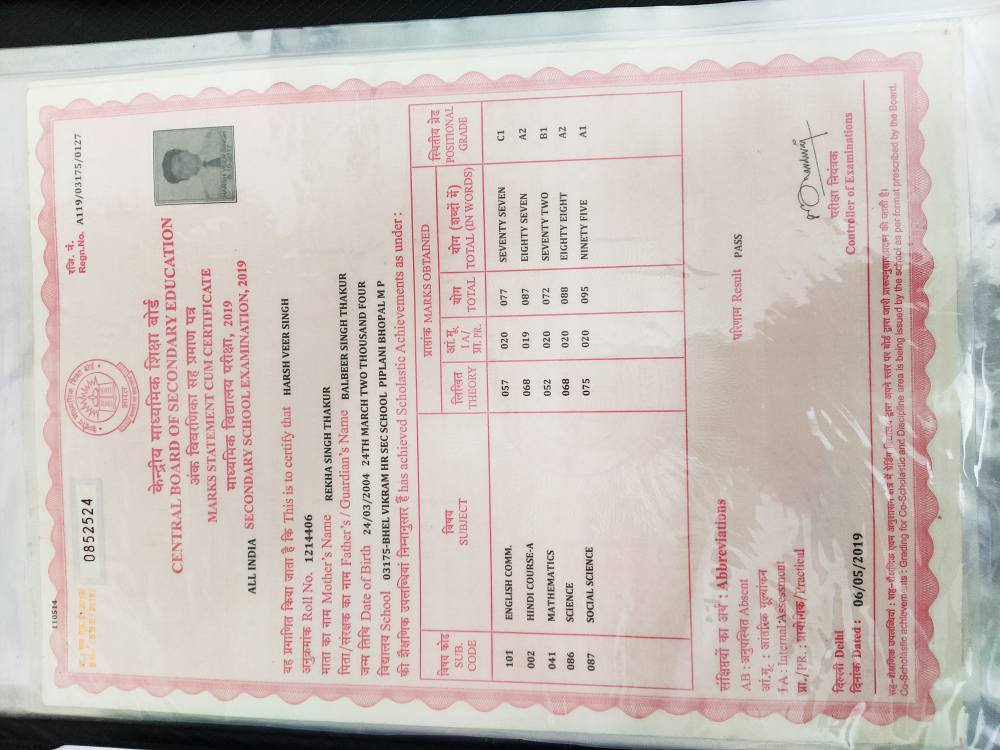 110514
0852524
रजि. नं.
Regn.No. A119/03175/0127
भारत
केन्द्रीय माध्यमिक शिक्षा बोर्ड
CENTRAL BOARD OF SECONDARY EDUCATION
अंक विवरणिका सह प्रमाण पत्र
MARKS STATEMENT CUM CERTIFICATE
माध्यमिक विद्यालय परीक्षा, 2019
ALL INDIA SECONDARY SCHOOL EXAMINATION, 2019
HARSH VEER SINGH
यह प्रमाणित किया जाता है कि This is to certify that HARSH VEER SINGH
अनुक्रमांक Roll No. 1214406
माता का नाम Mother's Name REKHA SINGH THAKUR
पिता/संरक्षक का नाम Father's / Guardian's Name BALBEER SINGH THAKUR
जन्म तिथि Date of Birth 24/03/2004 24TH MARCH TWO THOUSAND FOUR
विद्यालय School 03175-BHEL VIKRAM HR SEC SCHOOL PIPLANI BHOPAL M P
की शैक्षणिक उपलब्धियां निम्नानुसार हैं has achieved Scholastic Achievements as under :
विषय कोड SUB. CODE
विषय SUBJECT
प्राप्तांक MARKS OBTAINED
लिखित THEORY
आं.मू. I A/ प्रा. PR.
योग TOTAL
योग (शब्दों में) TOTAL (IN WORDS)
स्थितीय ग्रेड POSITIONAL GRADE
101 ENGLISH COMM. 057 020 077 SEVENTY SEVEN C1
002 HINDI COURSE-A 068 019 087 EIGHTY SEVEN A2
041 MATHEMATICS 052 020 072 SEVENTY TWO B1
086 SCIENCE 068 020 088 EIGHTY EIGHT A2
087 SOCIAL SCIENCE 075 020 095 NINETY FIVE A1
संक्षिप्तियों का अर्थ : Abbreviations
AB : अनुपस्थित Absent
आं.मू. : आंतरिक मूल्यांकन
I A : Internal Assessment
प्रा./PR. : प्रायोगिक/Practical
परिणाम Result PASS
दिल्ली Delhi
दिनांक Dated : 06/05/2019
परीक्षा नियंत्रक
Controller of Examinations
सह-शैक्षणिक उपलब्धियां : सह-शैक्षणिक एवम अनुशासन क्षेत्र में ग्रेडिंग विद्यालय द्वारा अपने स्तर पर बोर्ड द्वारा जारी प्रारूपनुसार प्रदान की जाती है।
Co-Scholastic achievements : Grading for Co-Scholastic and Discipline area is being issued by the school as per format prescribed by the Board.